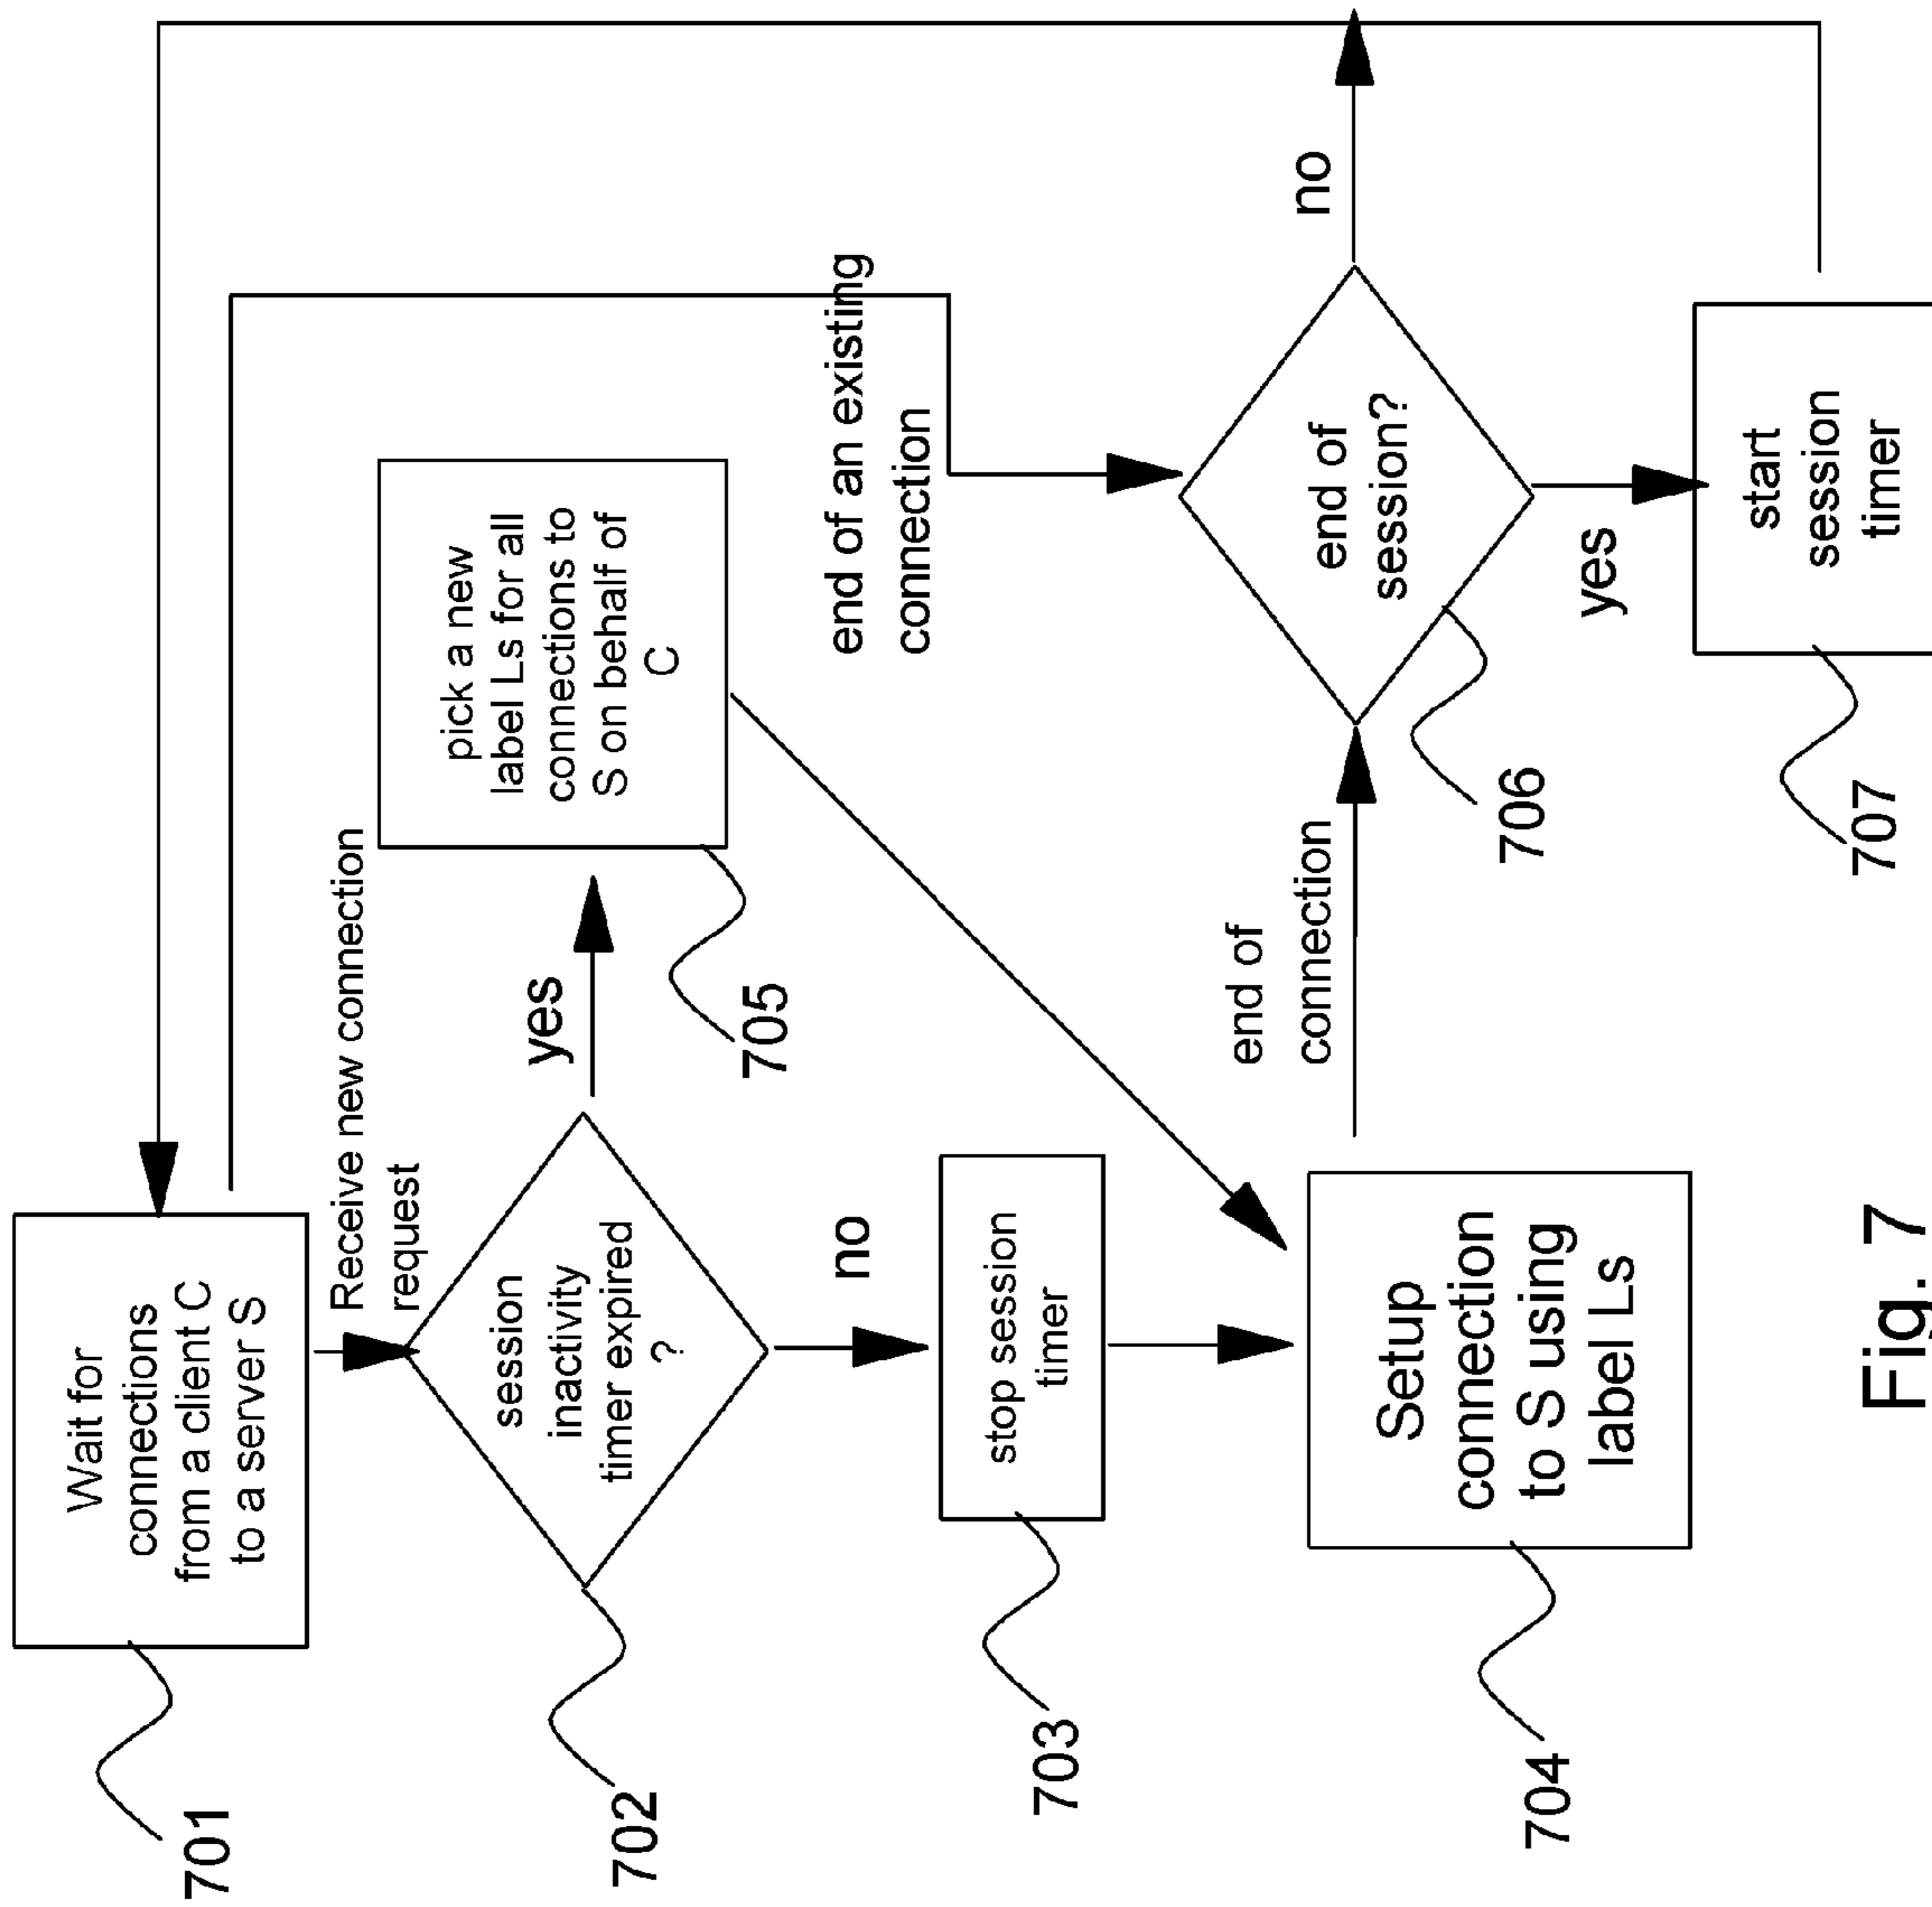 Wait for
connections
from a client C
to a server S
701
Receive new connection
request
session
inactivity
timer expired
?
702
yes
pick a new
label Ls for all
connections to
S on behalf of
C
705
no
stop session
timer
703
Setup
connection
to S using
label Ls
704
end of an existing
connection
end of
connection
end of
session?
706
no
yes
start
session
timer
707
Fig. 7